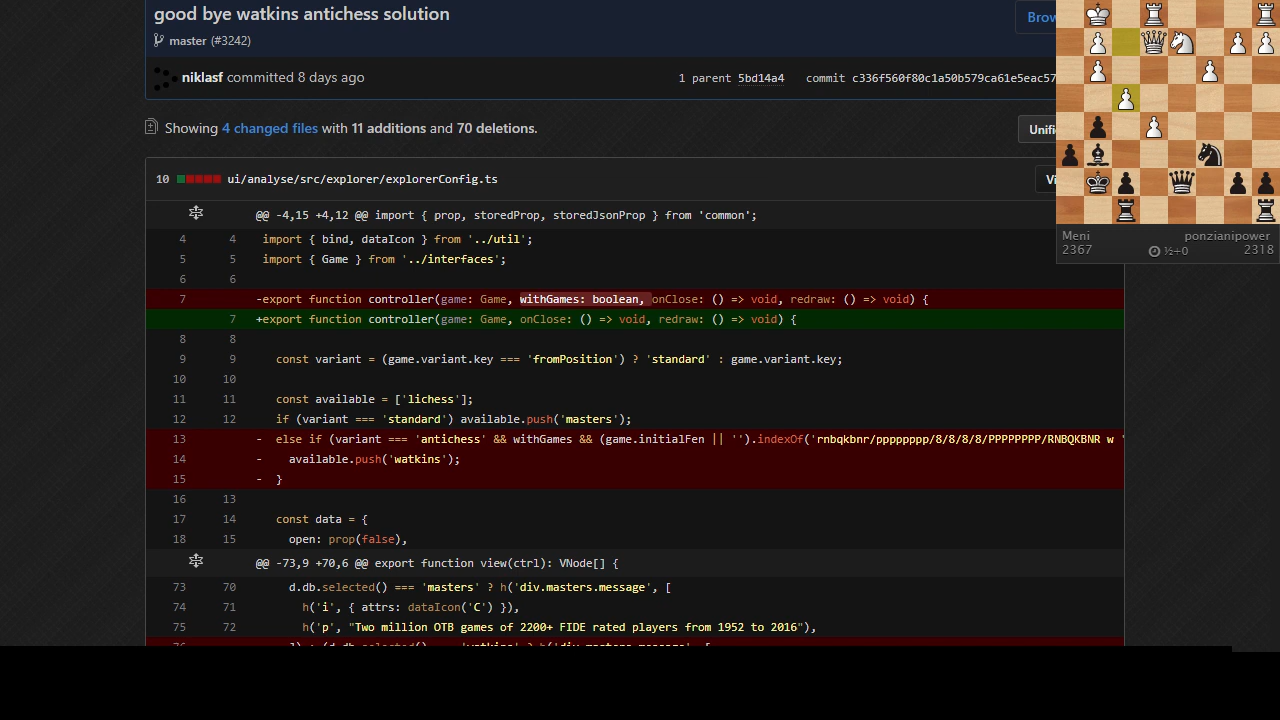 good bye watkins antichess solution
Brow
master (#3242)
niklasf committed 8 days ago
1 parent 5bd14a4 commit c336f560f80c1a50b579ca61e5eac57
Showing 4 changed files with 11 additions and 70 deletions.
Unifi
10 ui/analyse/src/explorer/explorerConfig.ts
Vi
@@ -4,15 +4,12 @@ import { prop, storedProp, storedJsonProp } from 'common';
4 4 import { bind, dataIcon } from '../util';
5 5 import { Game } from '../interfaces';
6 6
7 -export function controller(game: Game, withGames: boolean, onClose: () => void, redraw: () => void) {
7 +export function controller(game: Game, onClose: () => void, redraw: () => void) {
8 8
9 9 const variant = (game.variant.key === 'fromPosition') ? 'standard' : game.variant.key;
10 10
11 11 const available = ['lichess'];
12 12 if (variant === 'standard') available.push('masters');
13 - else if (variant === 'antichess' && withGames && (game.initialFen || '').indexOf('rnbqkbnr/pppppppp/8/8/8/8/PPPPPPPP/RNBQKBNR w '
14 - available.push('watkins');
15 - }
16 13
17 14 const data = {
18 15 open: prop(false),
@@ -73,9 +70,6 @@ export function view(ctrl): VNode[] {
73 70 d.db.selected() === 'masters' ? h('div.masters.message', [
74 71 h('i', { attrs: dataIcon('C') }),
75 72 h('p', "Two million OTB games of 2200+ FIDE rated players from 1952 to 2016"),
Meni ponzianipower
2367 ½+0 2318